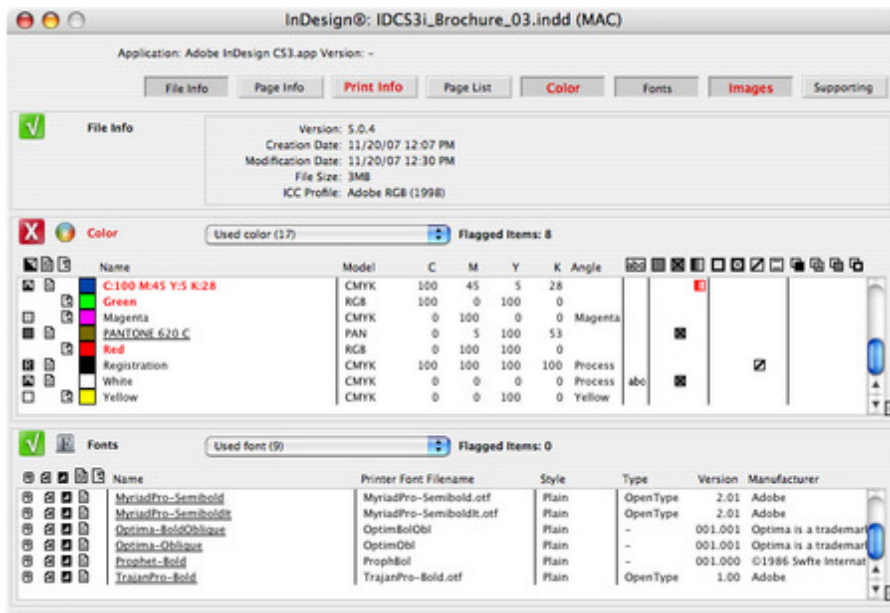 InDesign®: IDCS3i_Brochure_03.indd (MAC)
Application: Adobe InDesign CS3.app Version: –
File Info Page Info Print Info Page List Color Fonts Images Supporting
File Info
Version: 5.0.4
Creation Date: 11/20/07 12:07 PM
Modification Date: 11/20/07 12:30 PM
File Size: 3MB
ICC Profile: Adobe RGB (1998)
Color Used color (17) Flagged Items: 8
Name Model C M Y K Angle abc
C:100 M:45 Y:5 K:28 CMYK 100 45 5 28
Green RGB 100 0 100 0
Magenta CMYK 0 100 0 0 Magenta
PANTONE 620 C PAN 0 5 100 53
Red RGB 0 100 100 0
Registration CMYK 100 100 100 100 Process
White CMYK 0 0 0 0 Process abc
Yellow CMYK 0 0 100 0 Yellow
Fonts Used font (9) Flagged Items: 0
Name Printer Font Filename Style Type Version Manufacturer
MyriadPro-Semibold MyriadPro-Semibold.otf Plain OpenType 2.01 Adobe
MyriadPro-SemiboldIt MyriadPro-SemiboldIt.otf Plain OpenType 2.01 Adobe
Optima-BoldOblique OptimBolObl Plain – 001.001 Optima is a trademark
Optima-Oblique OptimObl Plain – 001.001 Optima is a trademark
Prophet-Bold ProphBol Plain – 001.000 ©1986 Swfte Internat
TrajanPro-Bold TrajanPro-Bold.otf Plain OpenType 1.00 Adobe